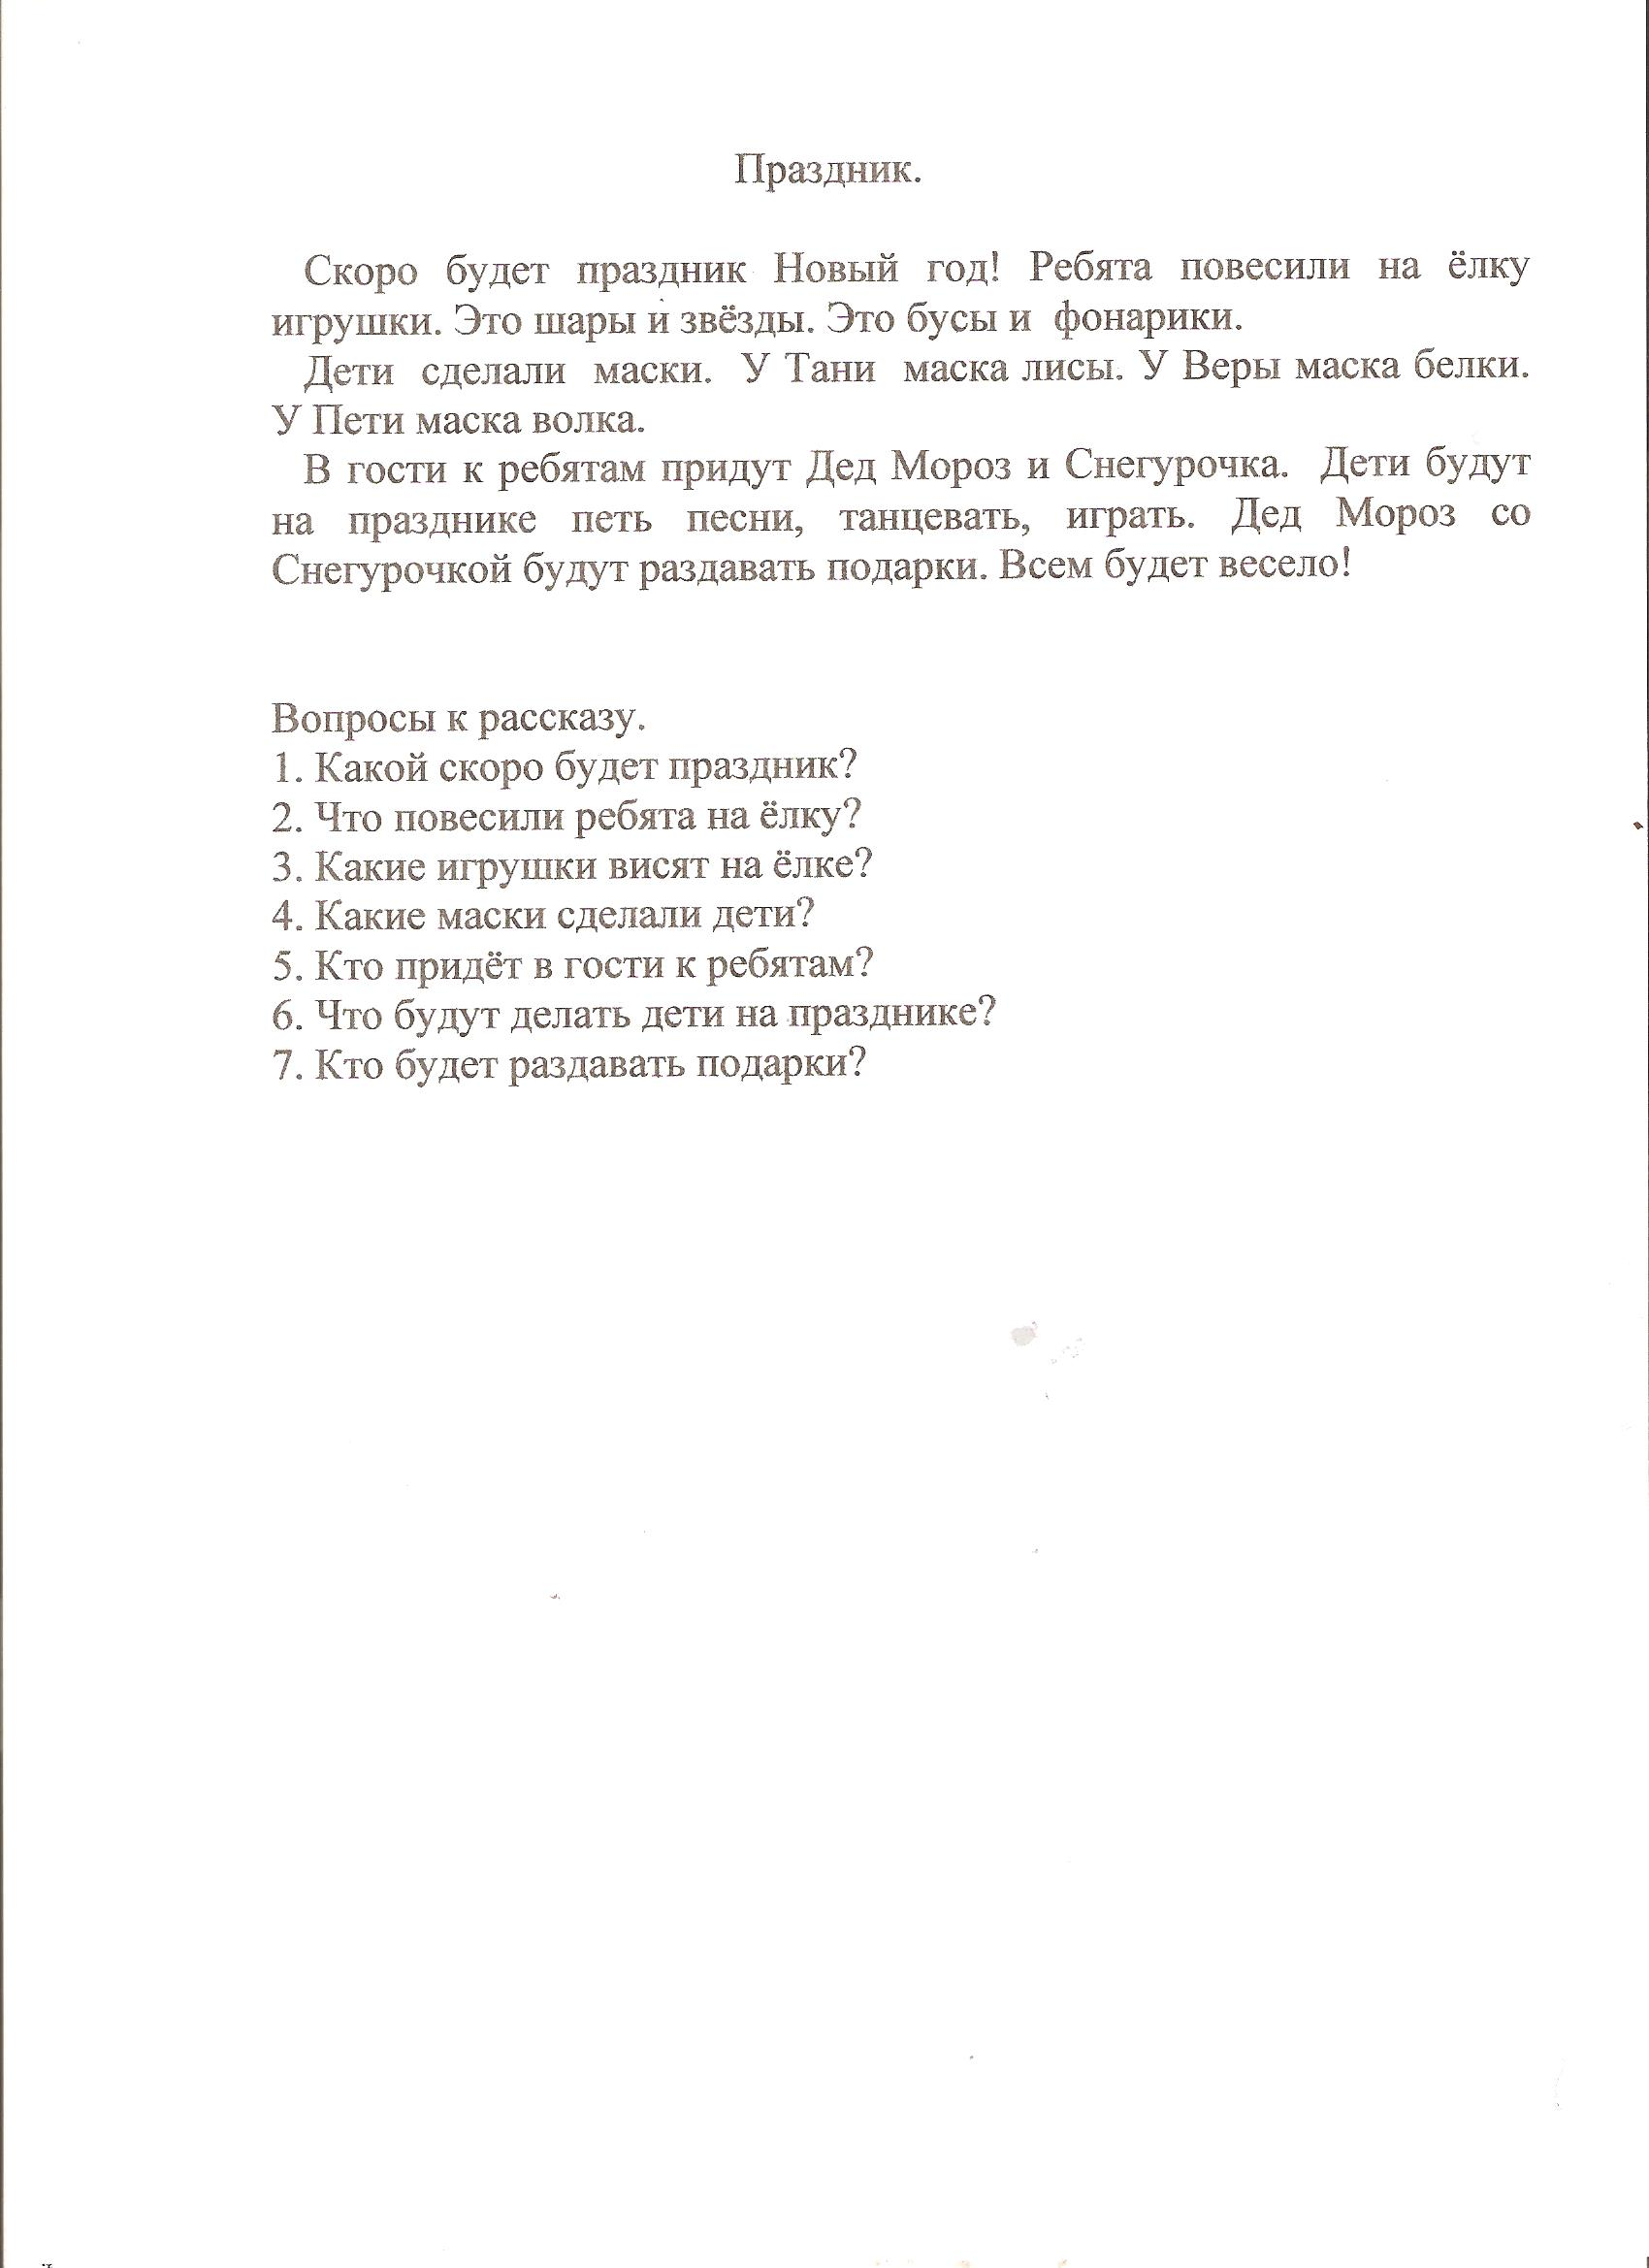 Праздник.
Скоро будет праздник Новый год! Ребята повесили на ёлку
игрушки. Это шары и звёзды. Это бусы и фонарики.
Дети сделали маски. У Тани маска лисы. У Веры маска белки.
У Пети маска волка.
В гости к ребятам придут Дед Мороз и Снегурочка. Дети будут
на празднике петь песни, танцевать, играть. Дед Мороз со
Снегурочкой будут раздавать подарки. Всем будет весело!
Вопросы к рассказу.
1. Какой скоро будет праздник?
2. Что повесили ребята на ёлку?
3. Какие игрушки висят на ёлке?
4. Какие маски сделали дети?
5. Кто придёт в гости к ребятам?
6. Что будут делать дети на празднике?
7. Кто будет раздавать подарки?